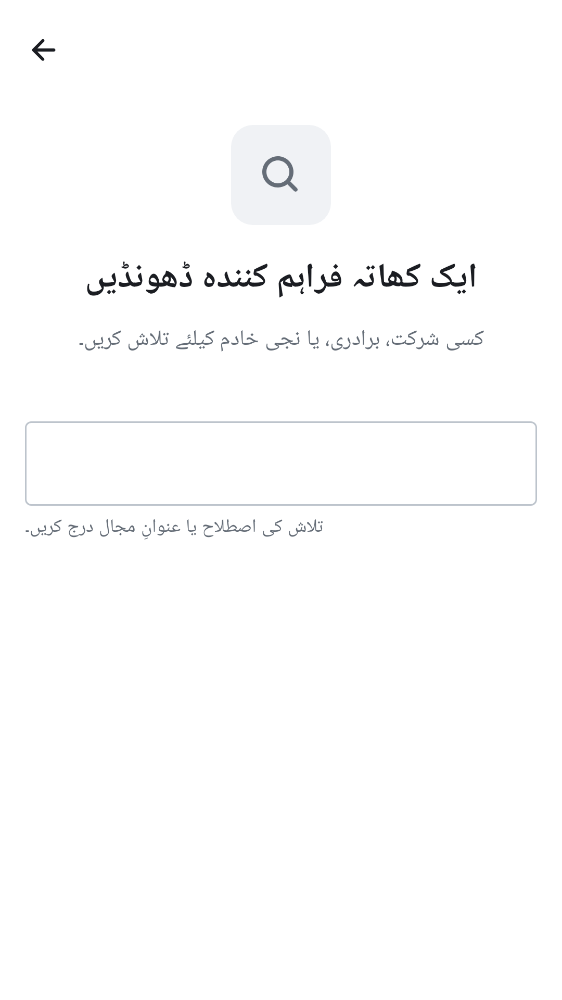 ایک کھاتہ فراہم کنندہ ڈھونڈیں
کسی شرکت، برادری، یا نجی خادم کیلئے تلاش کریں۔
تلاش کی اصطلاح یا عنوانِ مجال درج کریں۔